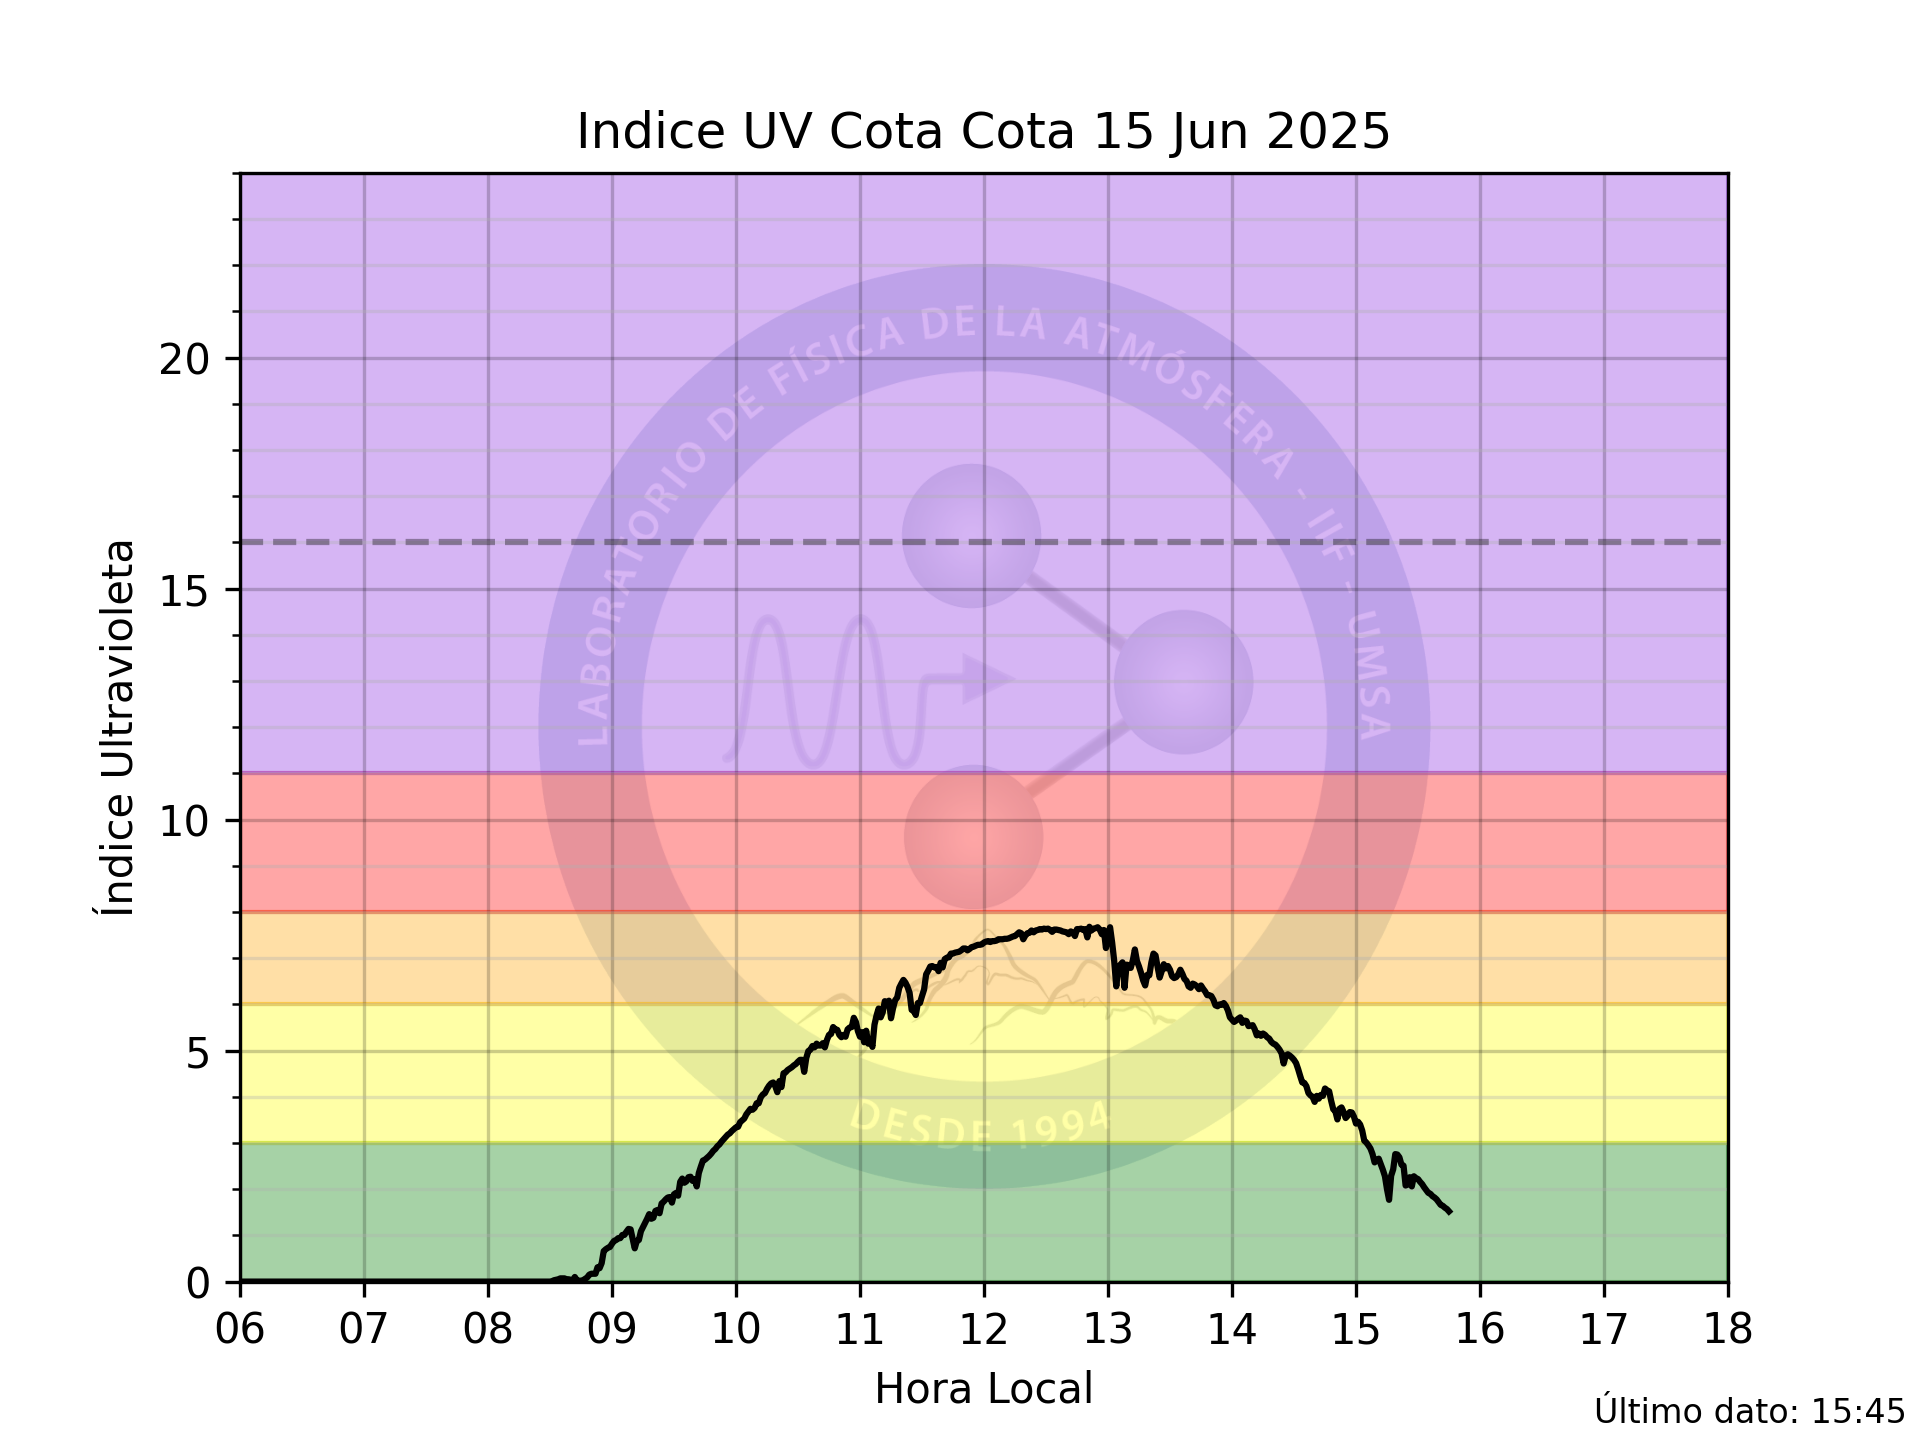 Indice UV Cota Cota 15 Jun 2025
Índice Ultravioleta
20
15
10
5
0
LABORATORIO DE FÍSICA DE LA ATMÓSFERA - IIF - UMSA
DESDE 1994
06 07 08 09 10 11 12 13 14 15 16 17 18
Hora Local
Último dato: 15:45